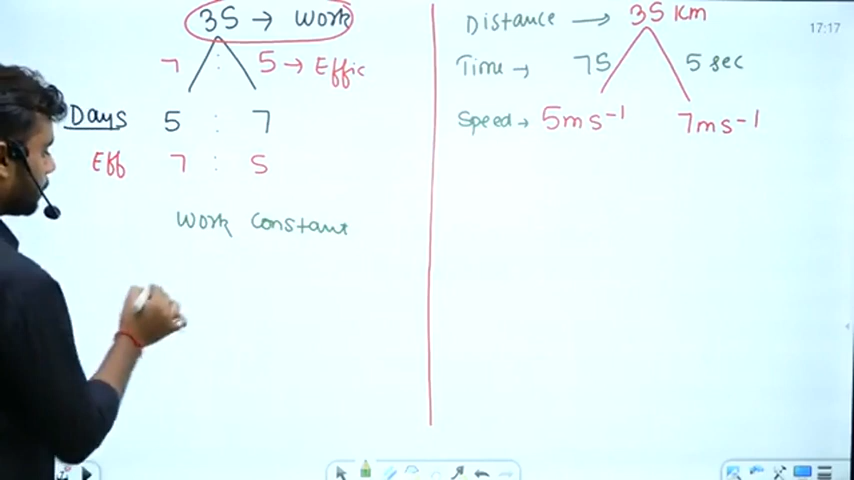 35 → Work
7 : 5 → Effic
Days 5 : 7
Eff 7 : 5
Work Constant
Distance → 35 Km
Time → 7S 5 sec
Speed → 5ms-1 7ms-1
17:17